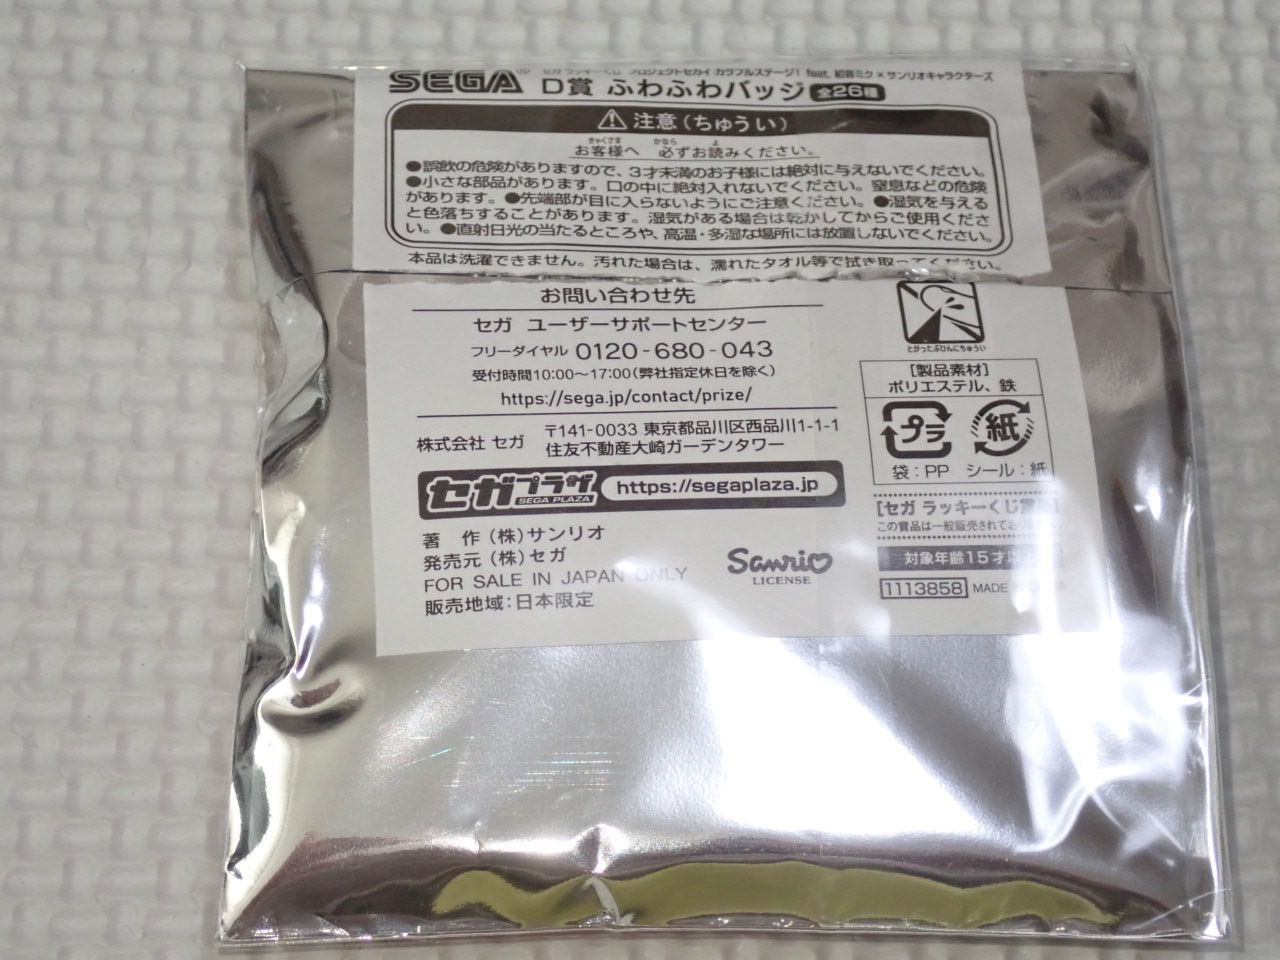 SEGA® セガ ラッキーくじ プロジェクトセカイ カラフルステージ! feat. 初音ミク×サンリオキャラクターズ
D賞 ふわふわバッジ 全26種
⚠注意(ちゅうい)
お客様へ 必ずお読みください。
●誤飲の危険がありますので、3才未満のお子様には絶対に与えないでください。
●小さな部品があります。口の中に絶対入れないでください。窒息などの危険
があります。●先端部が目に入らないようにご注意ください。●湿気を与える
と色落ちすることがあります。湿気がある場合は乾かしてからご使用くださ
い。●直射日光の当たるところや、高温・多湿な場所には放置しないでください。
本品は洗濯できません。汚れた場合は、濡れたタオル等で拭き取ってください。
お問い合わせ先
セガ ユーザーサポートセンター
フリーダイヤル 0120-680-043
受付時間10:00~17:00(弊社指定休日を除く)
https://sega.jp/contact/prize/
株式会社 セガ 〒141-0033 東京都品川区西品川1-1-1
住友不動産大崎ガーデンタワー
セガプラザ SEGA PLAZA https://segaplaza.jp
著 作 (株)サンリオ
発売元 (株)セガ
FOR SALE IN JAPAN ONLY
販売地域:日本限定
Sanrio
LICENSE
とがったぶひんにちゅうい
[製品素材]
ポリエステル、鉄
プラ 紙
袋:PP シール:紙
[セガ ラッキーくじ
この賞品は一般販売されて
対象年齢15才
1113858 MADE